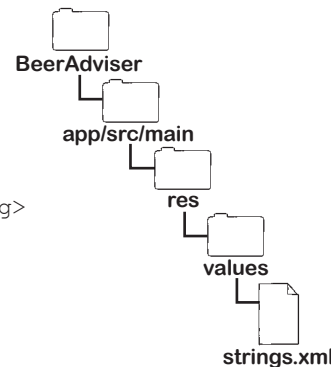 BeerAdviser
app/src/main
res
g>
values
strings.xml